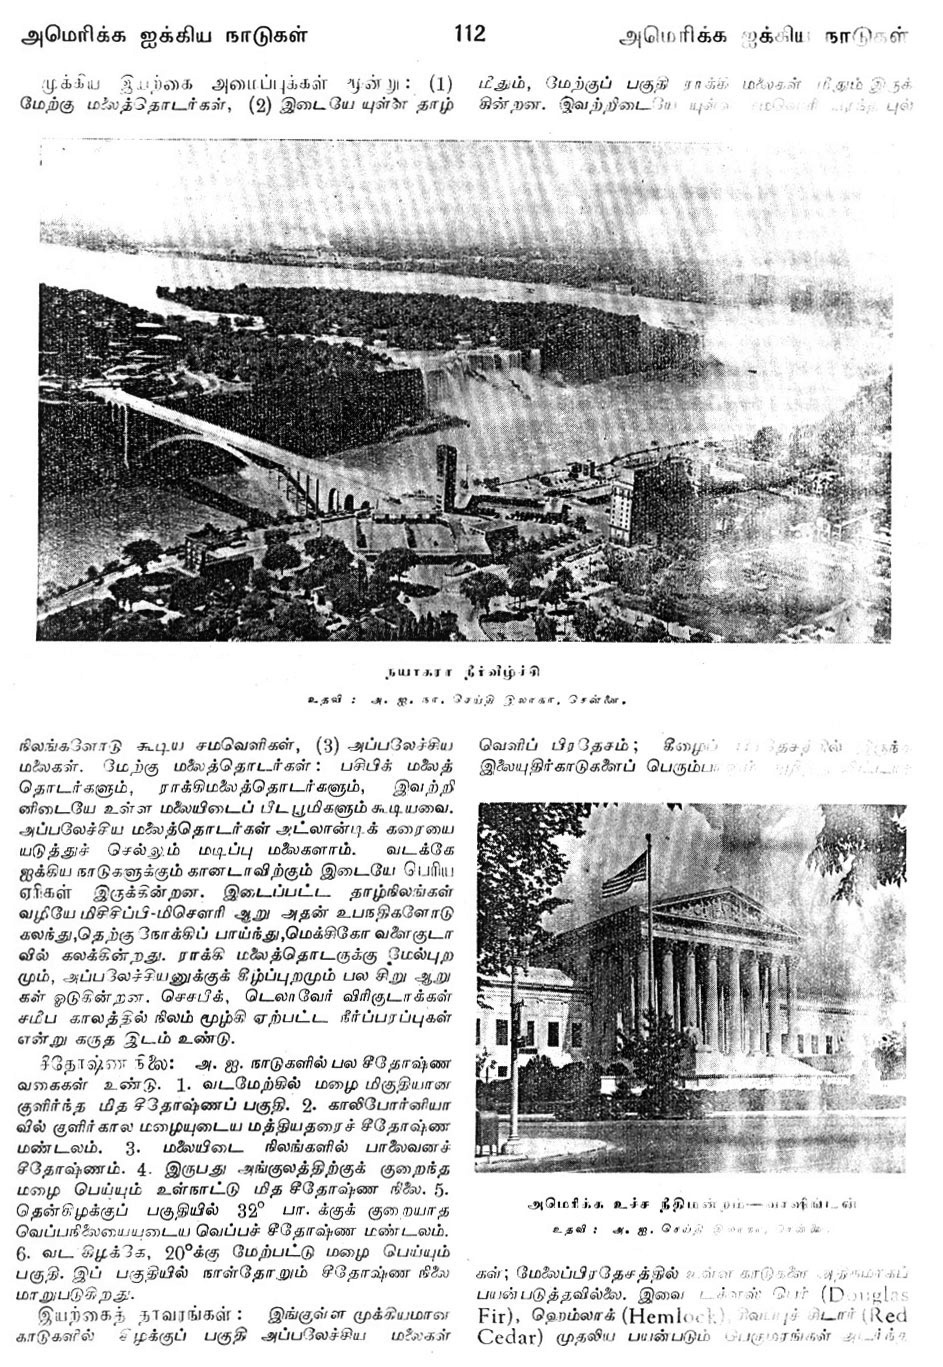 அமெரிக்க ஐக்கிய நாடுகள்
112
அமெரிக்க ஐக்கிய நாடுகள்
முக்கிய இயற்கை அமைப்புக்கள் மூன்று: (1)
மேற்கு மலைத்தொடர்கள், (2) இடையே யுள்ள தாழ்
மீதும், மேற்குப் பகுதி ராக்கி மலைகள் மீதும் இருக்
கின்றன. இவற்றிடையே யுள்ள புல்
நயாகரா நீர்வீழ்ச்சி
உதவி : அ. ஐ. நா. செய்தி இலாகா, சென்னை.
நிலங்களோடு கூடிய சமவெளிகள், (3) அப்பலேச்சிய
மலைகள். மேற்கு மலைத்தொடர்கள் : பசிபிக் மலைத்
தொடர்களும், ராக்கிமலைத்தொடர்களும், இவற்றி
னிடையே உள்ள மலையிடைப் பீடபூமிகளும் கூடியவை.
அப்பலேச்சிய மலைத்தொடர்கள் அட்லாண்டிக் கரையை
யடுத்துச் செல்லும் மடிப்பு மலைகளாம். வடக்கே
ஐக்கிய நாடுகளுக்கும் கானடாவிற்கும் இடையே பெரிய
ஏரிகள் இருக்கின்றன. இடைப்பட்ட தாழ்நிலங்கள்
வழியே மிசிசிப்பி-மிசௌரி ஆறு அதன் உபநதிகளோடு
கலந்து, தெற்கு நோக்கிப் பாய்ந்து, மெக்சிகோ வளைகுடா
வில் கலக்கின்றது. ராக்கி மலைத்தொடருக்கு மேல்புற
மும், அப்பலேச்சியனுக்குக் கீழ்ப்புறமும் பல சிறு ஆறு
கள் ஓடுகின்றன. செசபீக், டெலாவேர் விரிகுடாக்கள்
சமீப காலத்தில் நிலம் மூழ்கி ஏற்பட்ட நீர்ப்பரப்புகள்
என்று கருத இடம் உண்டு.
சீதோஷ்ண நிலை: அ. ஐ. நாடுகளில் பல சீதோஷ்ண
வகைகள் உண்டு. 1. வடமேற்கில் மழை மிகுதியான
குளிர்ந்த மித சீதோஷ்ணப் பகுதி. 2. காலிபோர்னியா
வில் குளிர்கால மழையுடைய மத்தியதரைச் சீதோஷ்ண
மண்டலம். 3. மலையிடை நிலங்களில் பாலைவனச்
சீதோஷ்ணம். 4. இருபது அங்குலத்திற்குக் குறைந்த
மழை பெய்யும் உள்நாட்டு மித சீதோஷ்ண நிலை. 5.
தென்கிழக்குப் பகுதியில் 32° பா. க்குக் குறையாத
வெப்பநிலையையுடைய வெப்பச் சீதோஷ்ண மண்டலம்.
6. வட கிழக்கே, 20°க்கு மேற்பட்டு மழை பெய்யும்
பகுதி. இப் பகுதியில் நாள்தோறும் சீதோஷ்ண நிலை
மாறுபடுகிறது.
இயற்கைத் தாவரங்கள் : இங்குள்ள முக்கியமான
காடுகளில் கிழக்குப் பகுதி அப்பலேச்சிய மலைகள்
வெளிப் பிரதேசம் ; கீழைப்
இலையுதிர்காடுகளைப்
அமெரிக்க உச்ச நீதிமன்றம்—வாஷிங்டன்
உதவி : அ. ஐ. செய்தி இலாகா, சென்னை.
கள் ; மேலைப்பிரதேசத்தில் உள்ள காடுகளை அதிகமாகப்
பயன்படுத்தவில்லை. இவை டக்ளஸ் பெர் (Douglas
Fir), ஹெம்லாக் (Hemlock), சிவப்புச் சிடார் (Red
Cedar) முதலிய பயன்படும் பெருமரங்கள் அடர்ந்த